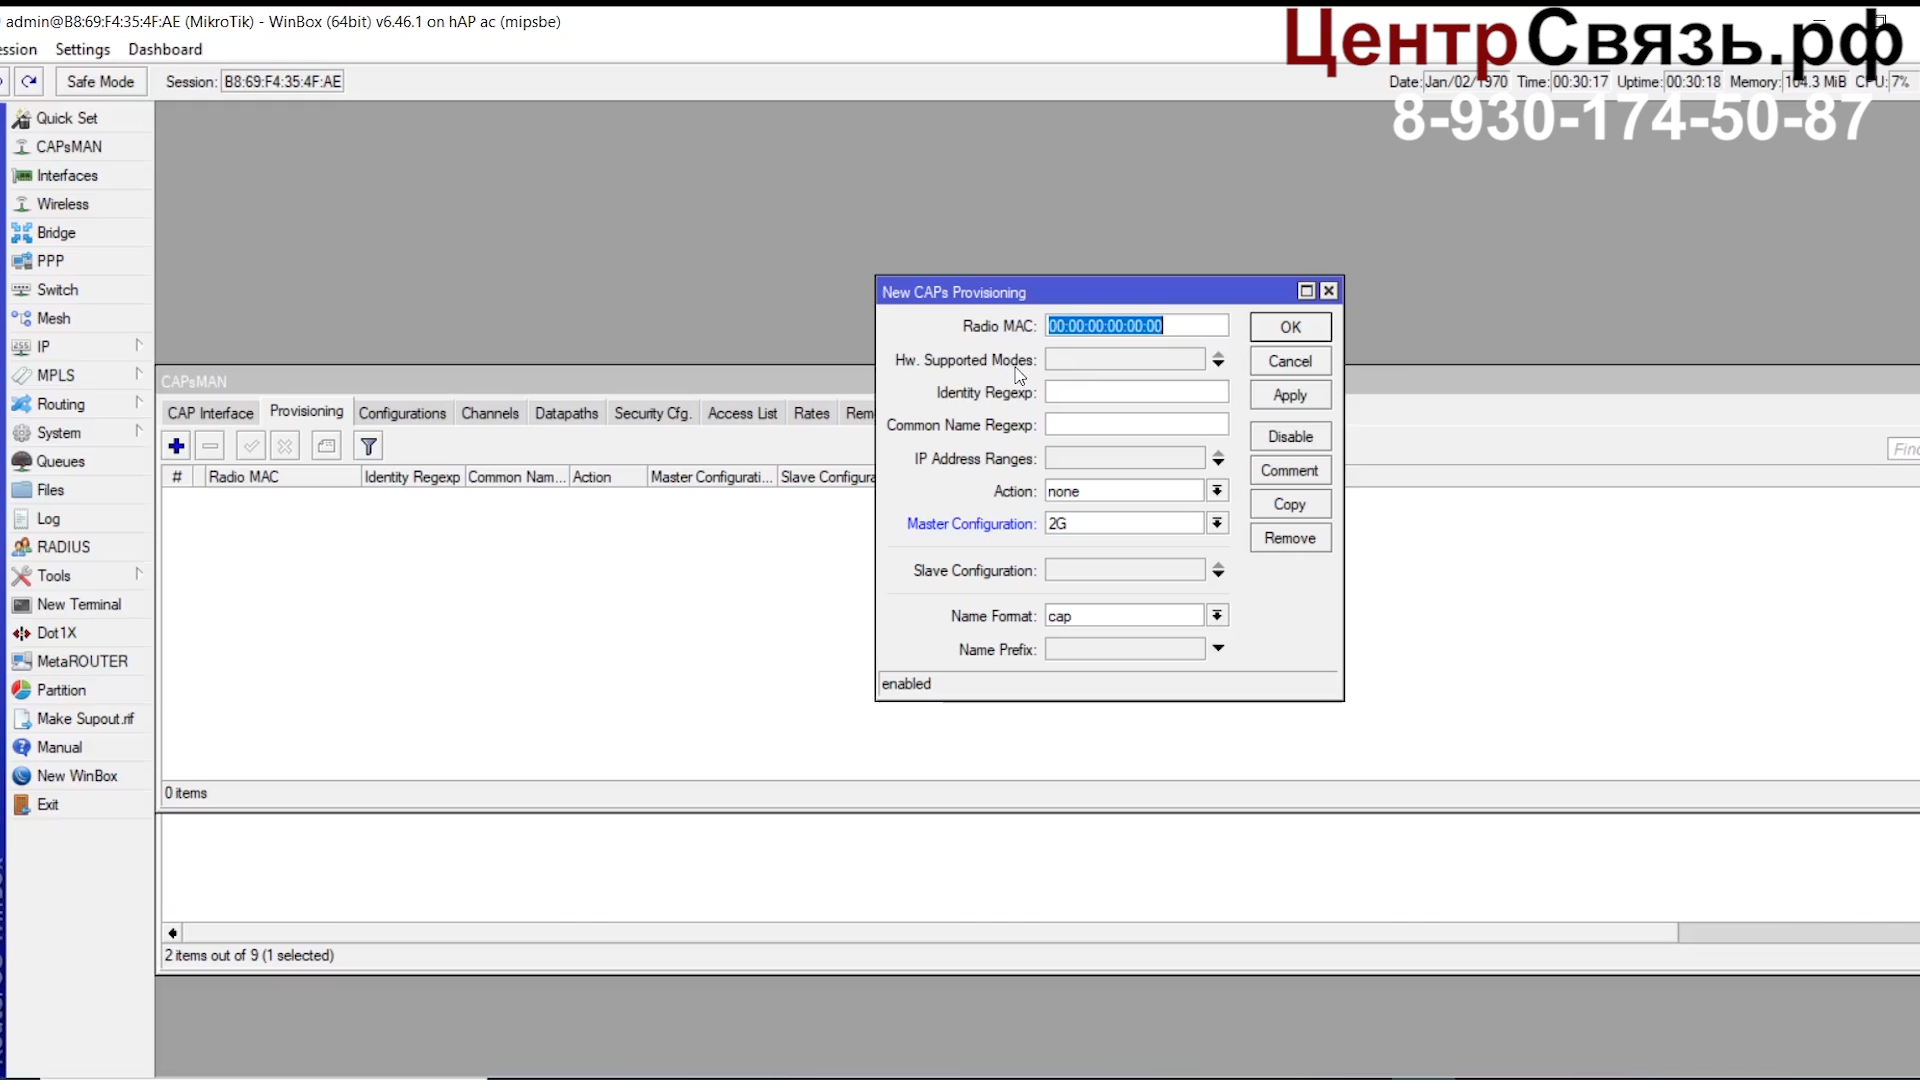 admin@B8:69:F4:35:4F:AE (MikroTik) - WinBox (64bit) v6.46.1 on hAP ac (mipsbe)
ЦентрСвязь.рф
ession Settings Dashboard
Safe Mode Session: B8:69:F4:35:4F:AE Date: Jan/02/1970 Time: 00:30:17 Uptime: 00:30:18 Memory: 104.3 MiB CPU: 7%
8-930-174-50-87
Quick Set
CAPsMAN
Interfaces
Wireless
Bridge
PPP
Switch
Mesh
IP
MPLS
Routing
System
Queues
Files
Log
RADIUS
Tools
New Terminal
Dot1X
MetaROUTER
Partition
Make Supout.rif
Manual
New WinBox
Exit
CAPsMAN
CAP Interface Provisioning Configurations Channels Datapaths Security Cfg. Access List Rates Rem
Find
# Radio MAC Identity Regexp Common Nam... Action Master Configurati... Slave Configura
0 items
2 items out of 9 (1 selected)
New CAPs Provisioning
Radio MAC: 00:00:00:00:00:00 OK
Hw. Supported Modes: Cancel
Identity Regexp: Apply
Common Name Regexp: Disable
IP Address Ranges: Comment
Action: none Copy
Master Configuration: 2G Remove
Slave Configuration:
Name Format: cap
Name Prefix:
enabled